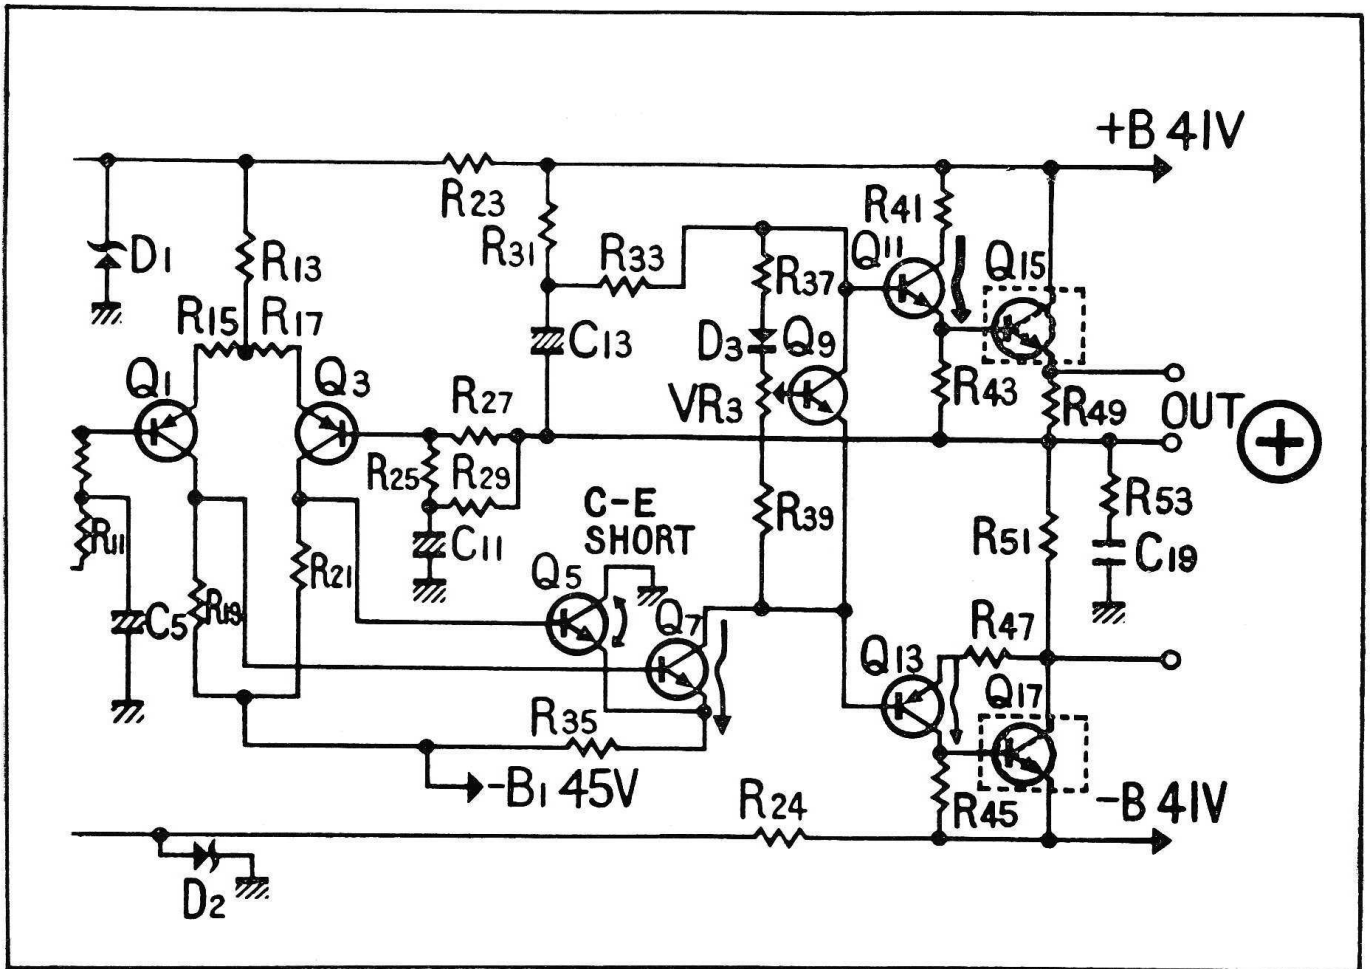 +B 41V
R23
R41
R31
D1
R13
R33
Q11
Q15
R37
R15
R17
C13
D3
Q9
Q1
Q3
R27
VR3
R43
R49
OUT
+
R25
R29
R11
C-E
SHORT
C11
R39
R53
R51
C19
Q5
R21
R19
C5
Q7
R47
Q13
Q17
R35
-B1 45V
R24
R45
-B 41V
D2